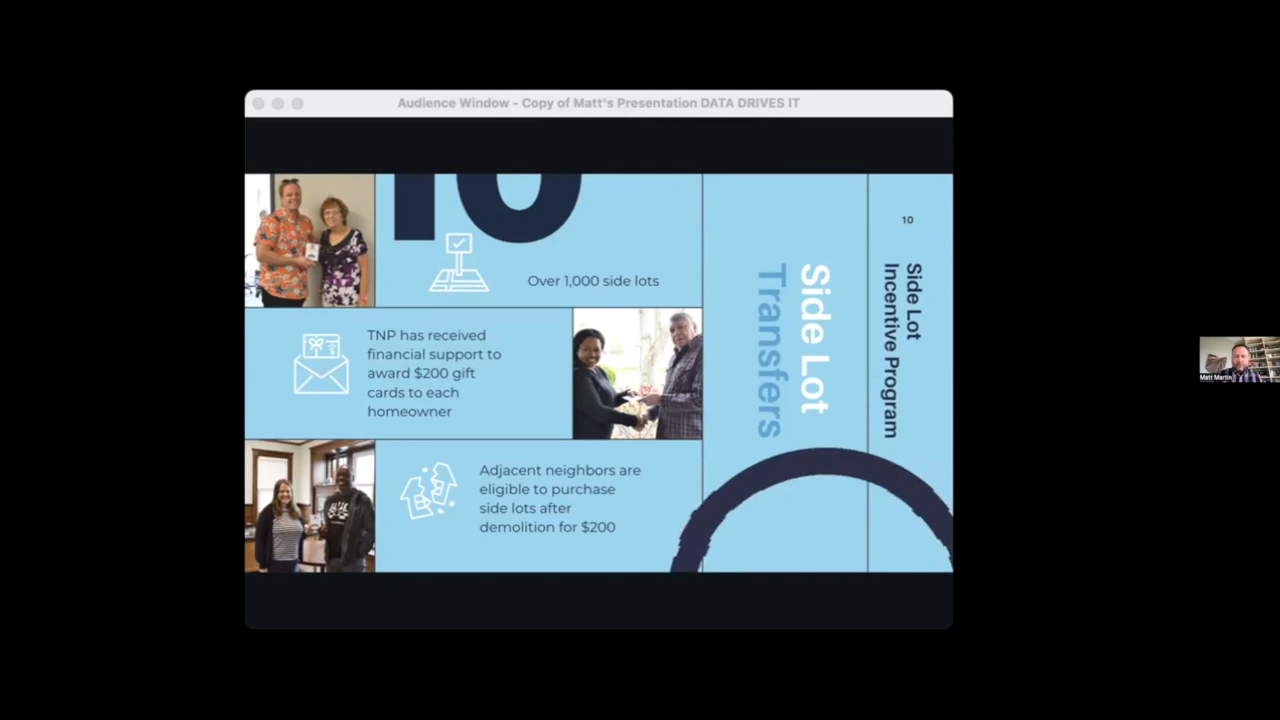 Audience Window - Copy of Matt's Presentation DATA DRIVES IT
10
Over 1,000 side lots
TNP has received
financial support to
award $200 gift
cards to each
homeowner
Adjacent neighbors are
eligible to purchase
side lots after
demolition for $200
Side Lot
Transfers
10
Side Lot
Incentive Program
Matt Martin